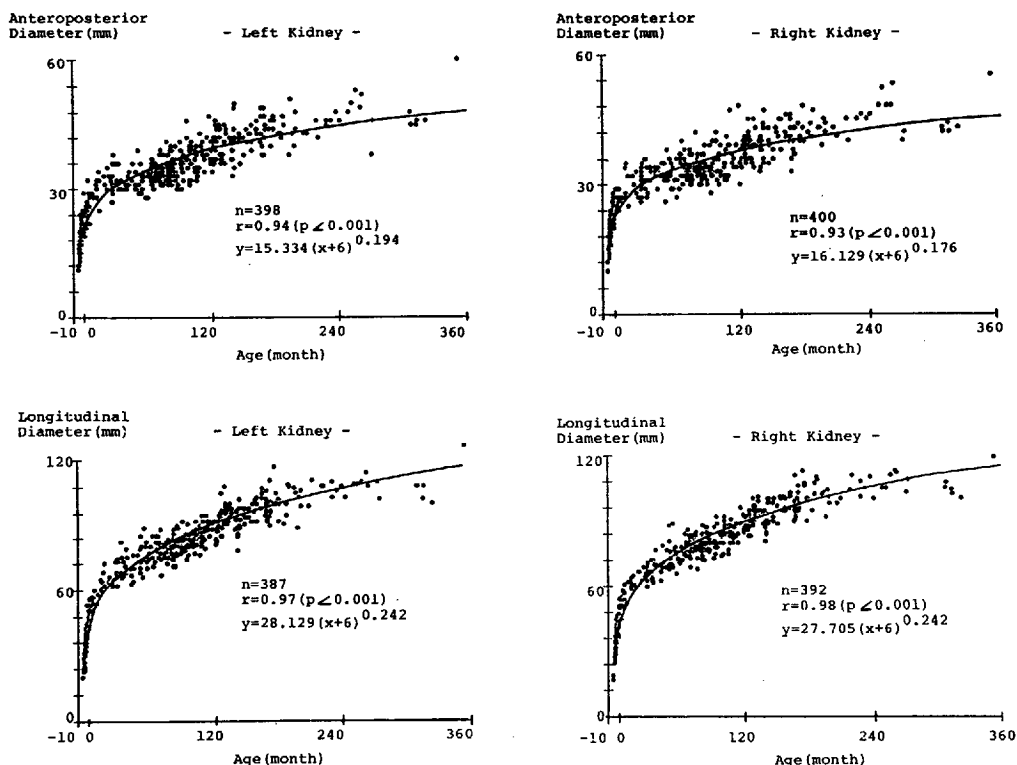 Anteroposterior
Diameter(mm) - Left Kidney -
60
30
n=398
r=0.94(p≤0.001)
y=15.334(x+6)^0.194
0
-10 0 120 240 360
Age(month)
Anteroposterior
Diameter(mm) - Right Kidney -
60
30
n=400
r=0.93(p≤0.001)
y=16.129(x+6)^0.176
0
-10 0 120 240 360
Age(month)
Longitudinal
Diameter(mm) - Left Kidney -
120
60
n=387
r=0.97(p≤0.001)
y=28.129(x+6)^0.242
0
-10 0 120 240 360
Age(month)
Longitudinal
Diameter(mm) - Right Kidney -
120
60
n=392
r=0.98(p≤0.001)
y=27.705(x+6)^0.242
0
-10 0 120 240 360
Age(month)